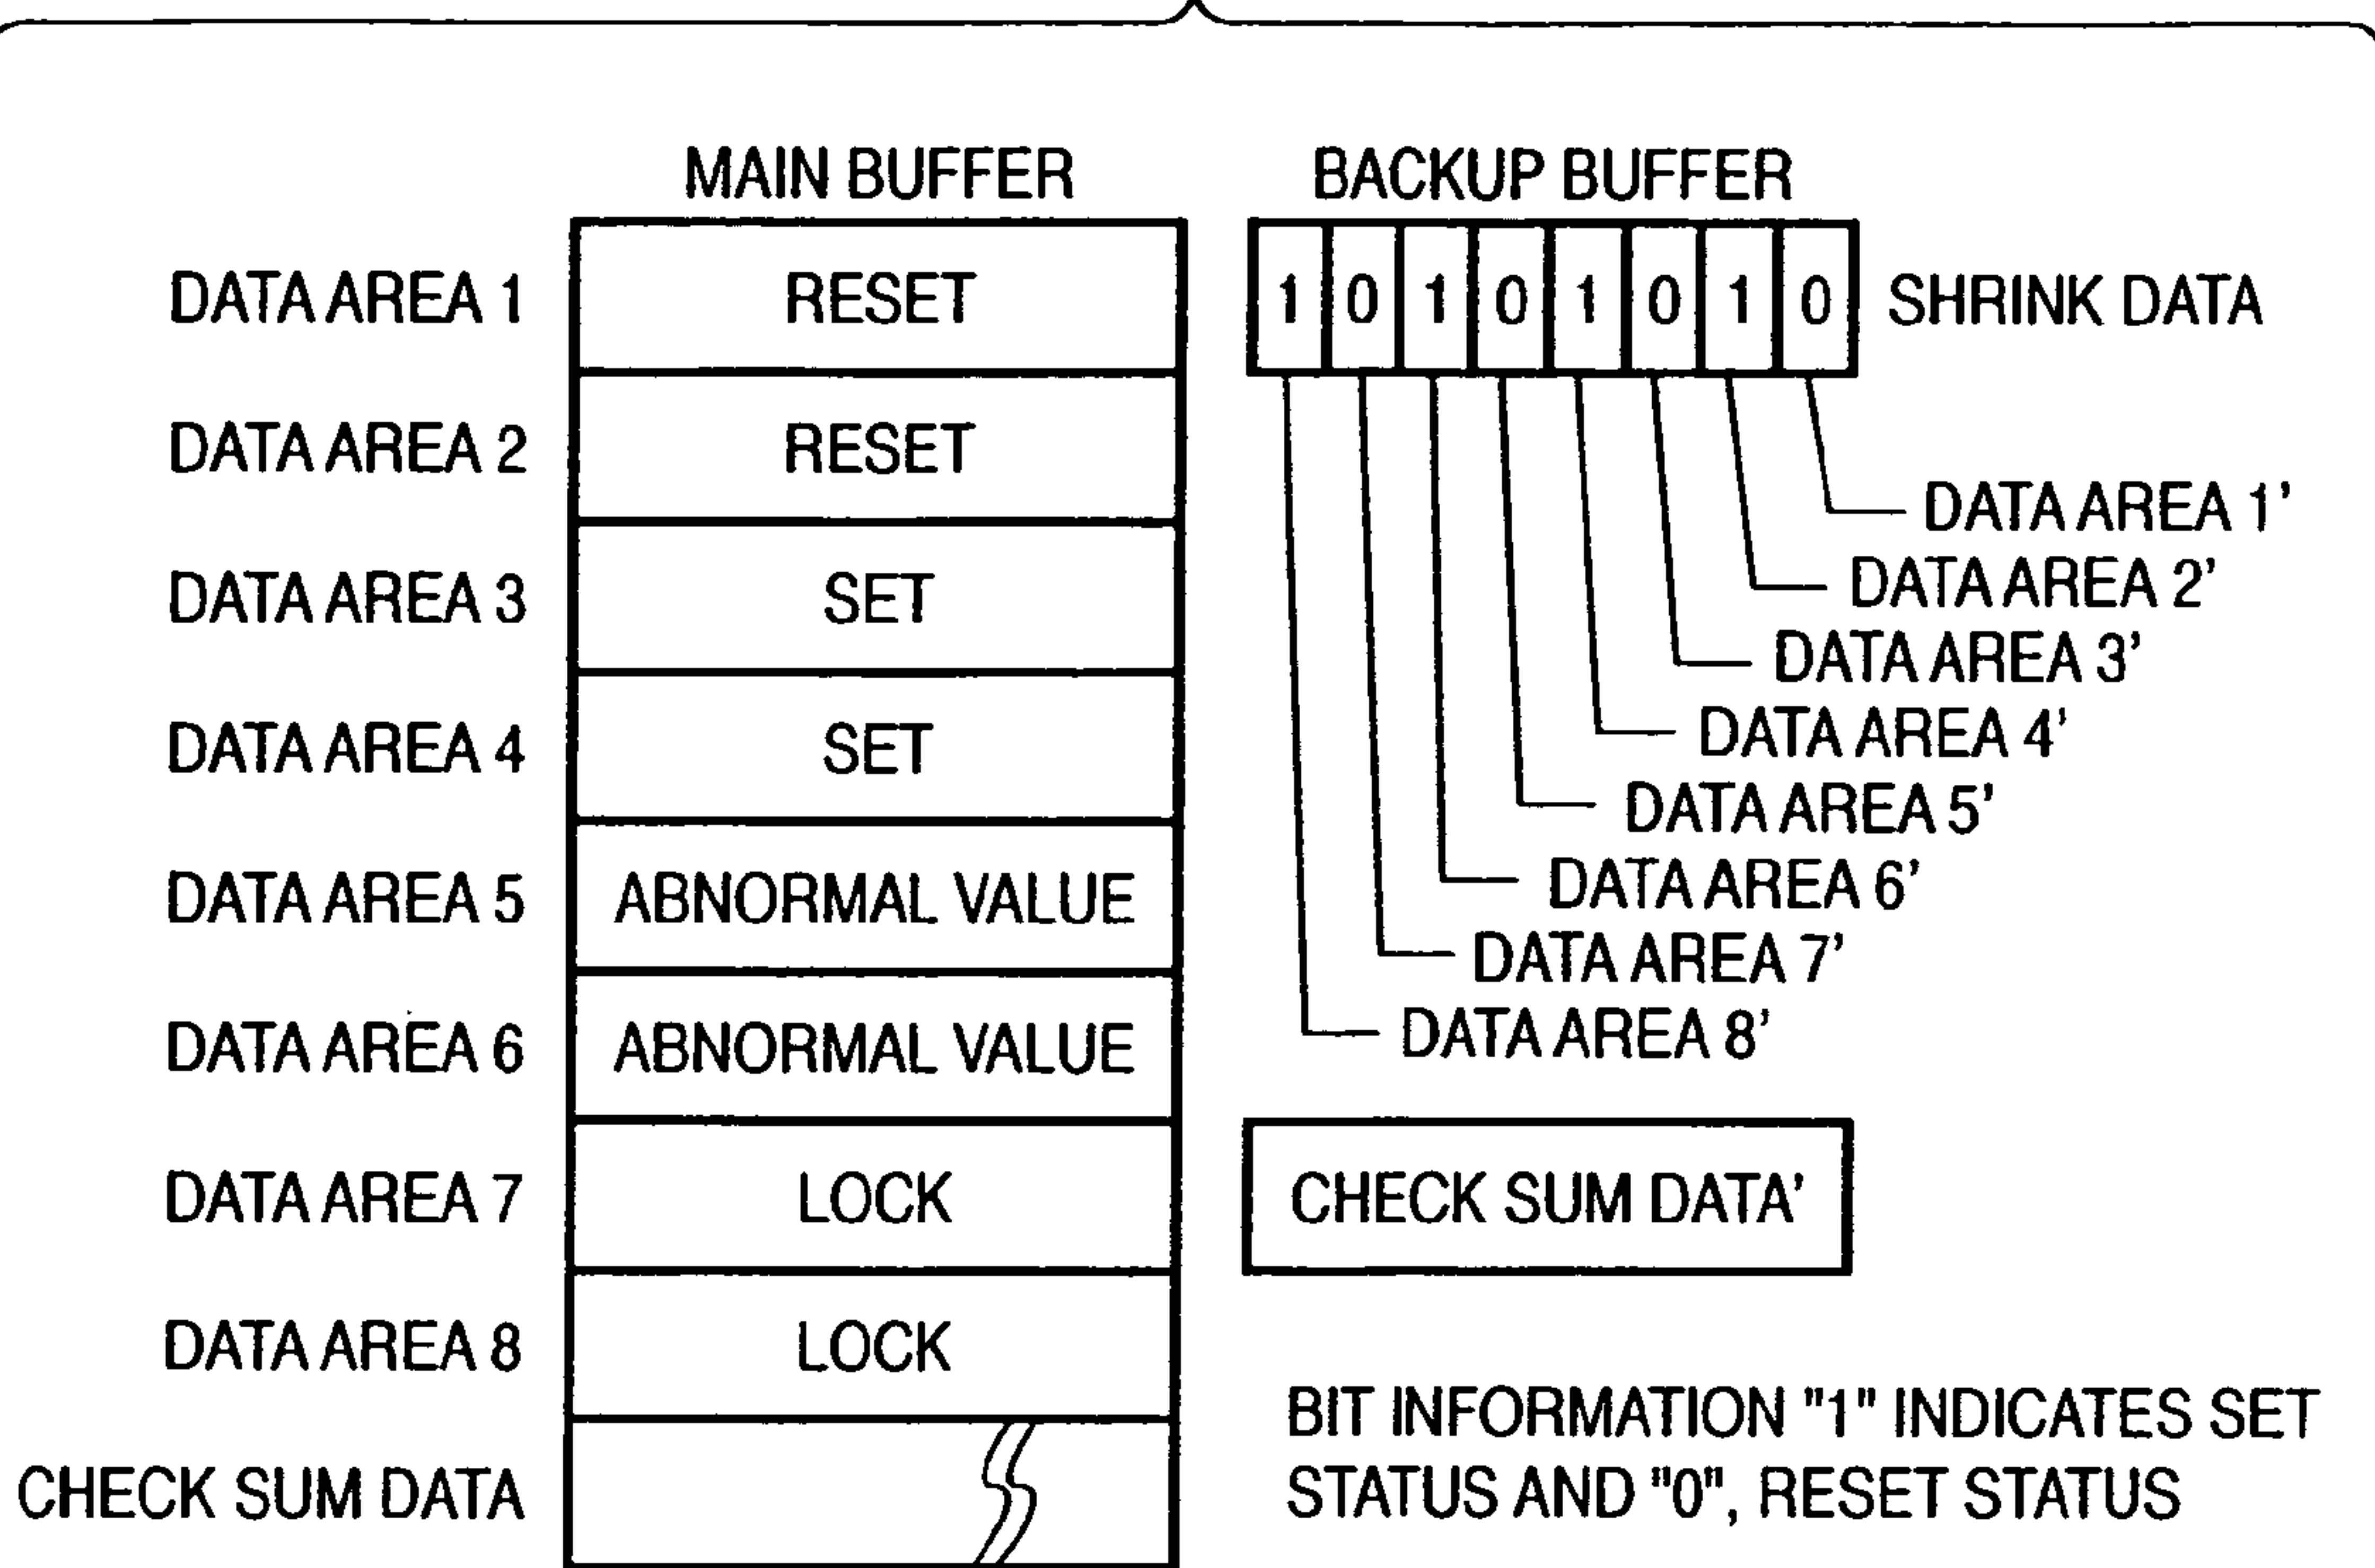 MAIN BUFFER
BACKUP BUFFER
DATA AREA 1
RESET
1 0 1 0 1 0 1 0
SHRINK DATA
DATA AREA 2
RESET
DATA AREA 1'
DATA AREA 2'
DATA AREA 3
SET
DATA AREA 3'
DATA AREA 4
SET
DATA AREA 4'
DATA AREA 5'
DATA AREA 5
ABNORMAL VALUE
DATA AREA 6'
DATA AREA 7'
DATA AREA 6
ABNORMAL VALUE
DATA AREA 8'
DATA AREA 7
LOCK
CHECK SUM DATA'
DATA AREA 8
LOCK
BIT INFORMATION "1" INDICATES SET
STATUS AND "0", RESET STATUS
CHECK SUM DATA